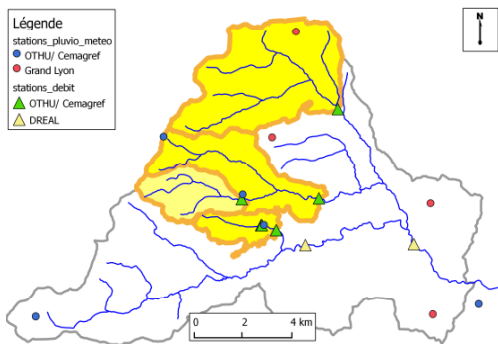 Légende
stations_pluvio_meteo
OTHU/ Cemagref
Grand Lyon
stations_debit
OTHU/ Cemagref
DREAL
N
0 2 4 km